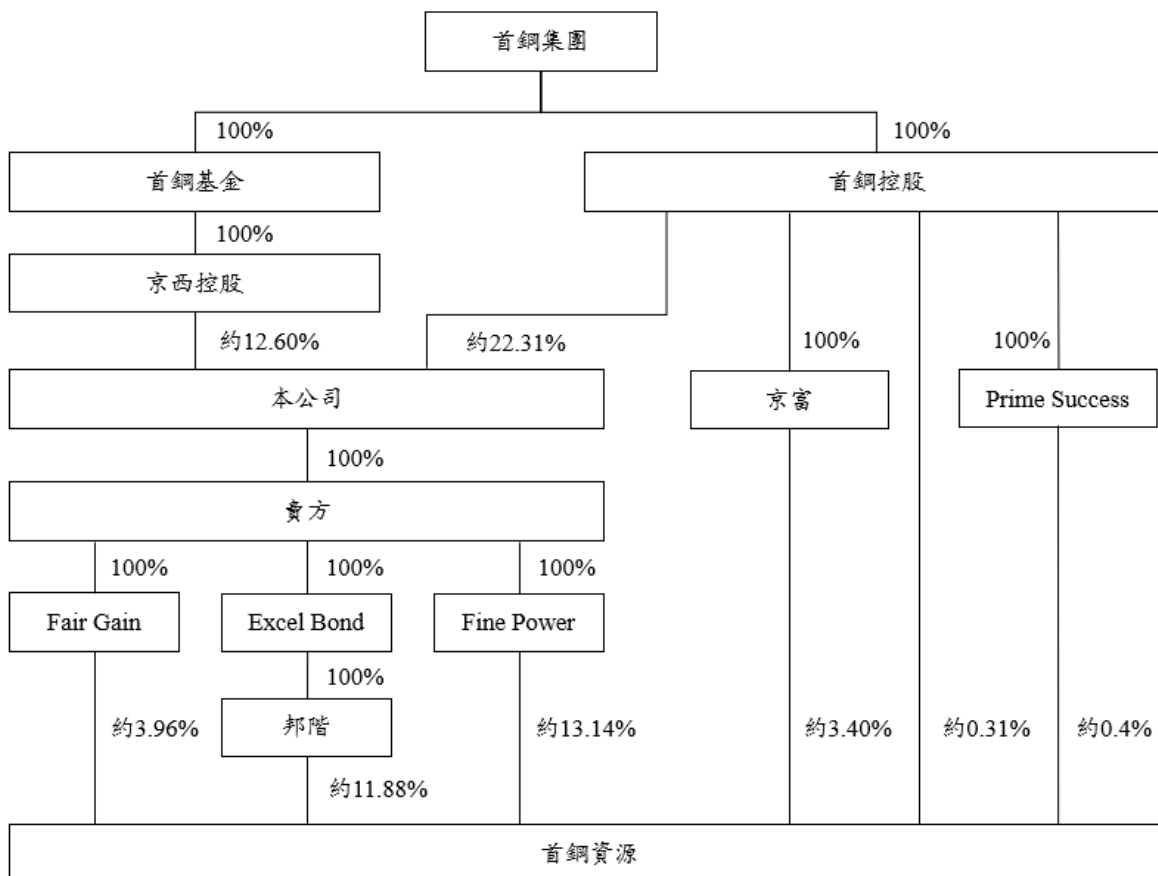 首鋼集團
100%
100%
首鋼基金
首鋼控股
100%
京西控股
約12.60%
約22.31%
100%
100%
本公司
京富
Prime Success
100%
貴方
100%
100%
100%
Fair Gain
Excel Bond
Fine Power
100%
邦階
約3.96%
約13.14%
約3.40%
約0.31%
約0.4%
約11.88%
首鋼資源